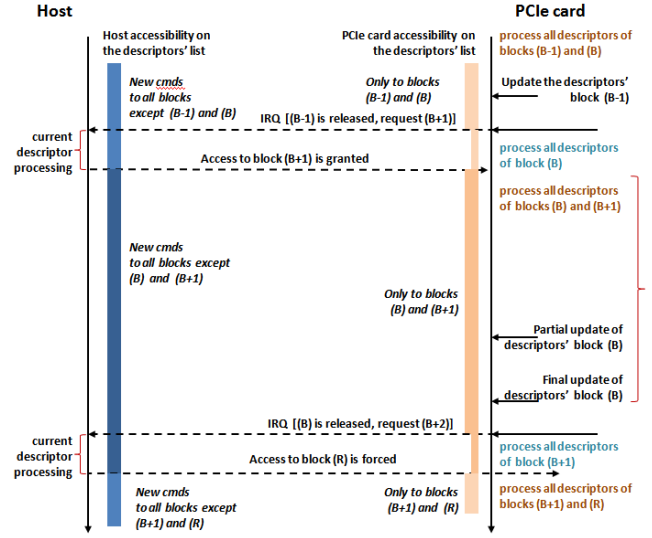 Host
PCIe card
Host accessibility on
the descriptors' list
PCIe card accessibility on
the descriptors' list
process all descriptors of
blocks (B-1) and (B)
New cmds
to all blocks
except (B-1) and (B)
Only to blocks
(B-1) and (B)
Update the descriptors'
block (B-1)
IRQ [(B-1) is released, request (B+1)]
current
descriptor
processing
process all descriptors
of block (B)
Access to block (B+1) is granted
process all descriptors
of blocks (B) and (B+1)
New cmds
to all blocks except
(B) and (B+1)
Only to blocks
(B) and (B+1)
Partial update of
descriptors' block (B)
Final update of
descriptors' block (B)
IRQ [(B) is released, request (B+2)]
current
descriptor
processing
process all descriptors
of block (B+1)
Access to block (R) is forced
New cmds
to all blocks except
(B+1) and (R)
Only to blocks
(B+1) and (R)
process all descriptors of
blocks (B+1) and (R)